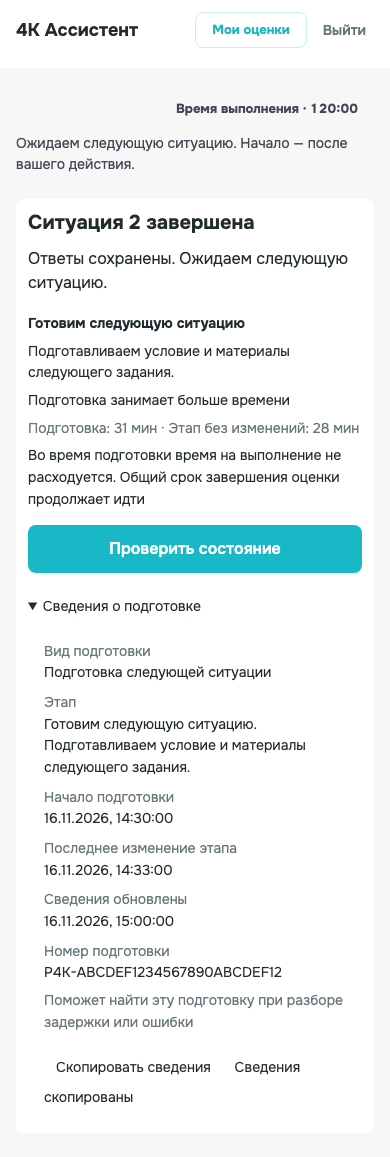 4К Ассистент
Мои оценки
Выйти
Время выполнения · 1 20:00
Ожидаем следующую ситуацию. Начало — после
вашего действия.
Ситуация 2 завершена
Ответы сохранены. Ожидаем следующую
ситуацию.
Готовим следующую ситуацию
Подготавливаем условие и материалы
следующего задания.
Подготовка занимает больше времени
Подготовка: 31 мин · Этап без изменений: 28 мин
Во время подготовки время на выполнение не
расходуется. Общий срок завершения оценки
продолжает идти
Проверить состояние
▼ Сведения о подготовке
Вид подготовки
Подготовка следующей ситуации
Этап
Готовим следующую ситуацию.
Подготавливаем условие и материалы
следующего задания.
Начало подготовки
16.11.2026, 14:30:00
Последнее изменение этапа
16.11.2026, 14:33:00
Сведения обновлены
16.11.2026, 15:00:00
Номер подготовки
P4K-ABCDEF1234567890ABCDEF12
Поможет найти эту подготовку при разборе
задержки или ошибки
Скопировать сведения Сведения
скопированы